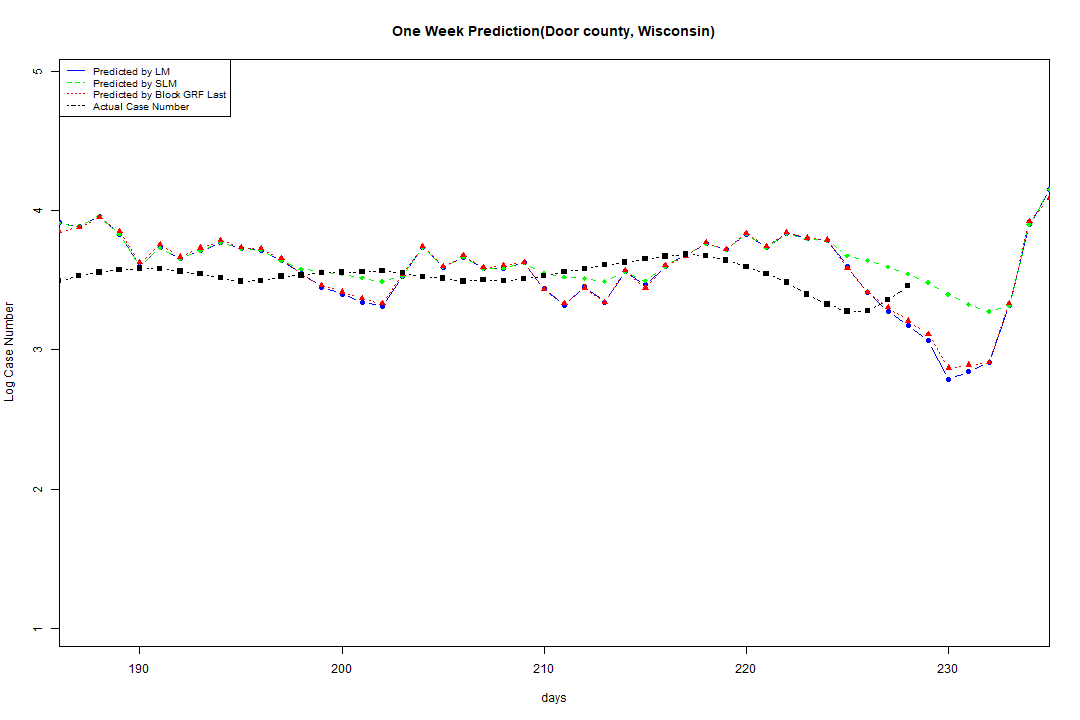 One Week Prediction(Door county, Wisconsin)
Predicted by LM
Predicted by SLM
Predicted by Block GRF Last
Actual Case Number
5
4
3
2
1
Log Case Number
190
200
210
220
230
days